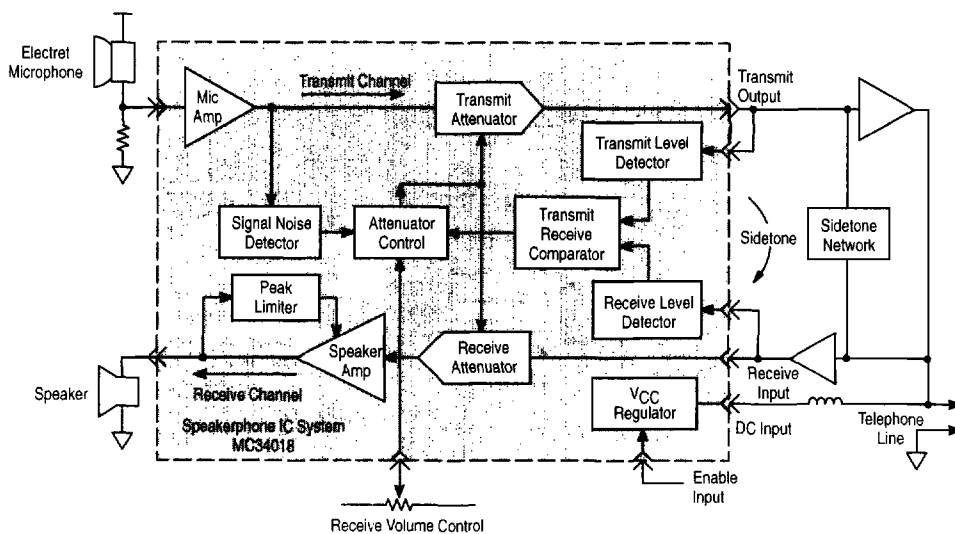 Electret
Microphone
Mic
Amp
Transmit Channel
Transmit
Attenuator
Transmit
Output
Transmit Level
Detector
Signal Noise
Detector
Attenuator
Control
Transmit
Receive
Comparator
Sidetone
Sidetone
Network
Peak
Limiter
Receive Level
Detector
Speaker
Amp
Receive
Attenuator
Receive
Input
Speaker
Receive Channel
Speakerphone IC System
MC34018
VCC
Regulator
DC Input
Telephone
Line
Enable
Input
Receive Volume Control